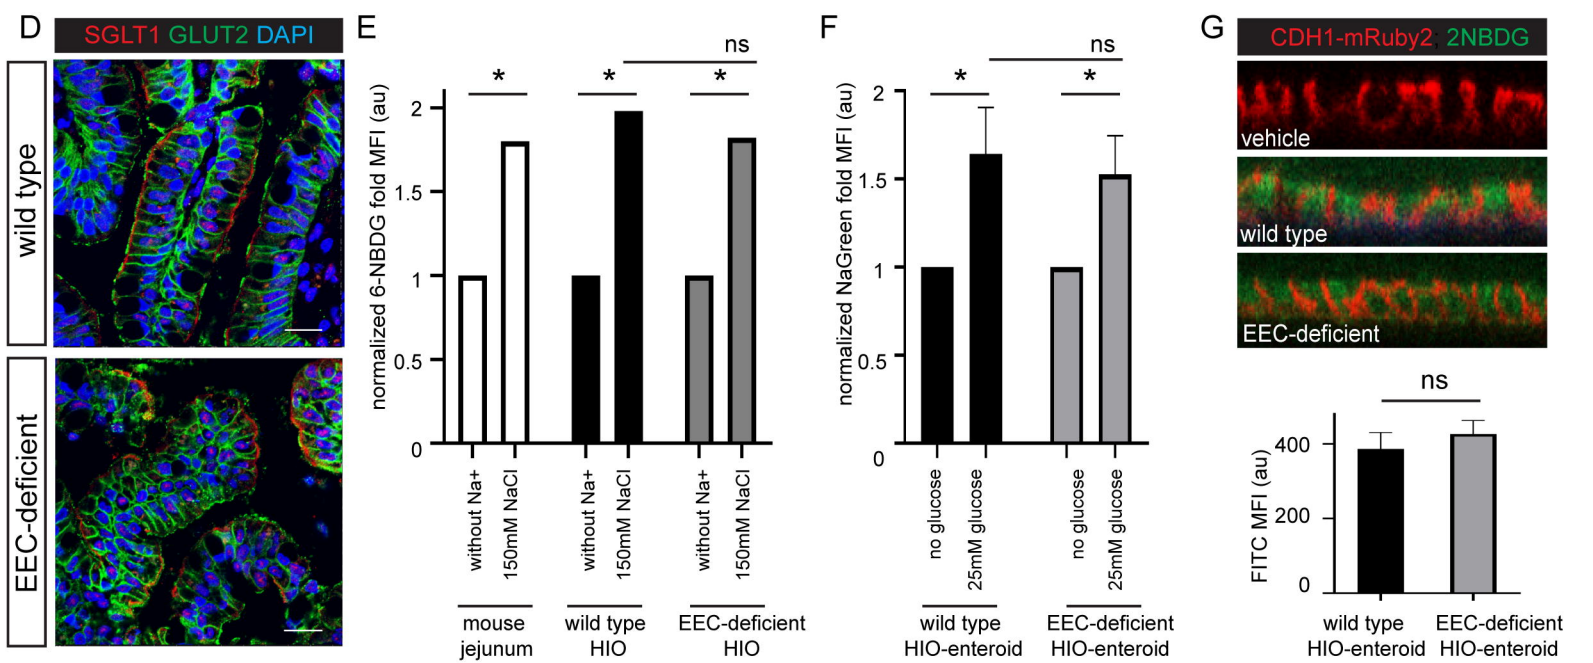 D
SGLT1 GLUT2 DAPI
wild type
EEC-deficient
E
ns
*
*
*
normalized 6-NBDG fold MFI (au)
2
1.5
1
0.5
0
without Na+
150mM NaCl
without Na+
150mM NaCl
without Na+
150mM NaCl
mouse
jejunum
wild type
HIO
EEC-deficient
HIO
F
ns
*
*
normalized NaGreen fold MFI (au)
2
1.5
1
0.5
0
no glucose
25mM glucose
no glucose
25mM glucose
wild type
HIO-enteroid
EEC-deficient
HIO-enteroid
G
CDH1-mRuby2; 2NBDG
vehicle
wild type
EEC-deficient
ns
FITC MFI (au)
400
200
0
wild type
HIO-enteroid
EEC-deficient
HIO-enteroid